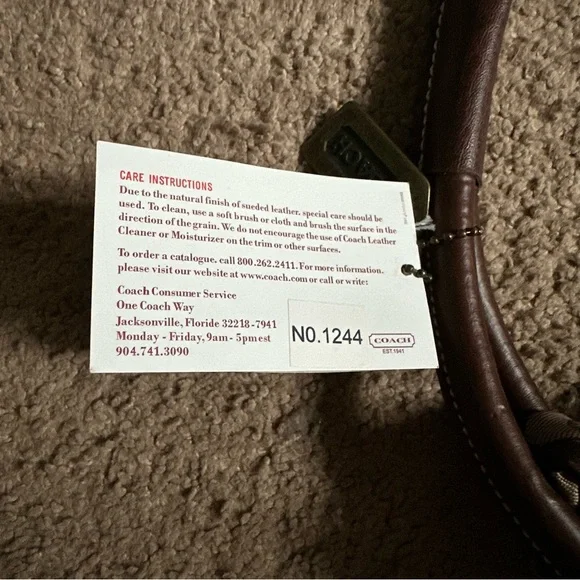 CARE INSTRUCTIONS
Due to the natural finish of sueded leather, special care should be
used. To clean, use a soft brush or cloth and brush the surface in the
direction of the grain. We do not encourage the use of Coach Leather
Cleaner or Moisturizer on the trim or other surfaces.
To order a catalogue. call 800.262.2411. For more information.
please visit our website at www.coach.com or call or write:
Coach Consumer Service
One Coach Way
Jacksonville, Floride 32218-7941
Monday - Friday, 9am - 5pmest
904.741.3090
NO.1244
COACH
EST.1941